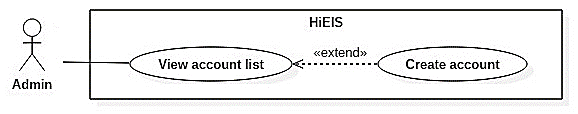 HiEIS
«extend»
View account list
Create account
Admin